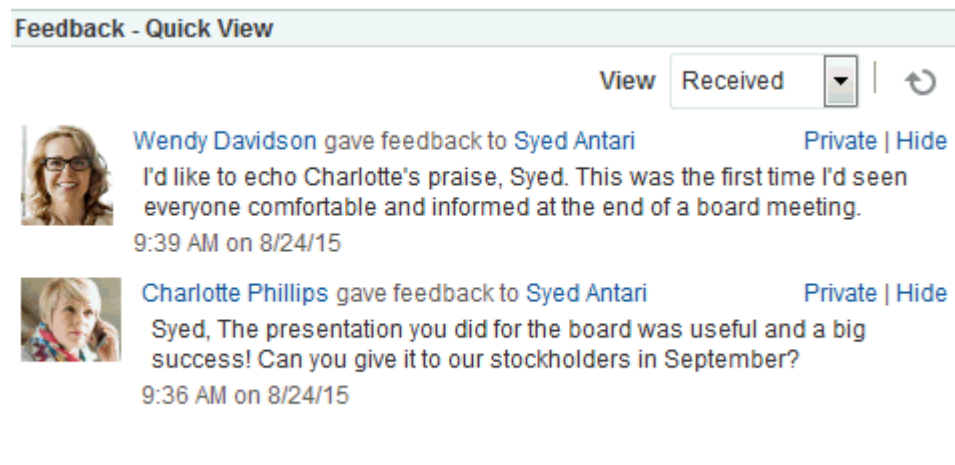 Feedback - Quick View
View Received
Wendy Davidson gave feedback to Syed Antari Private | Hide
I'd like to echo Charlotte's praise, Syed. This was the first time I'd seen
everyone comfortable and informed at the end of a board meeting.
9:39 AM on 8/24/15
Charlotte Phillips gave feedback to Syed Antari Private | Hide
Syed, The presentation you did for the board was useful and a big
success! Can you give it to our stockholders in September?
9:36 AM on 8/24/15